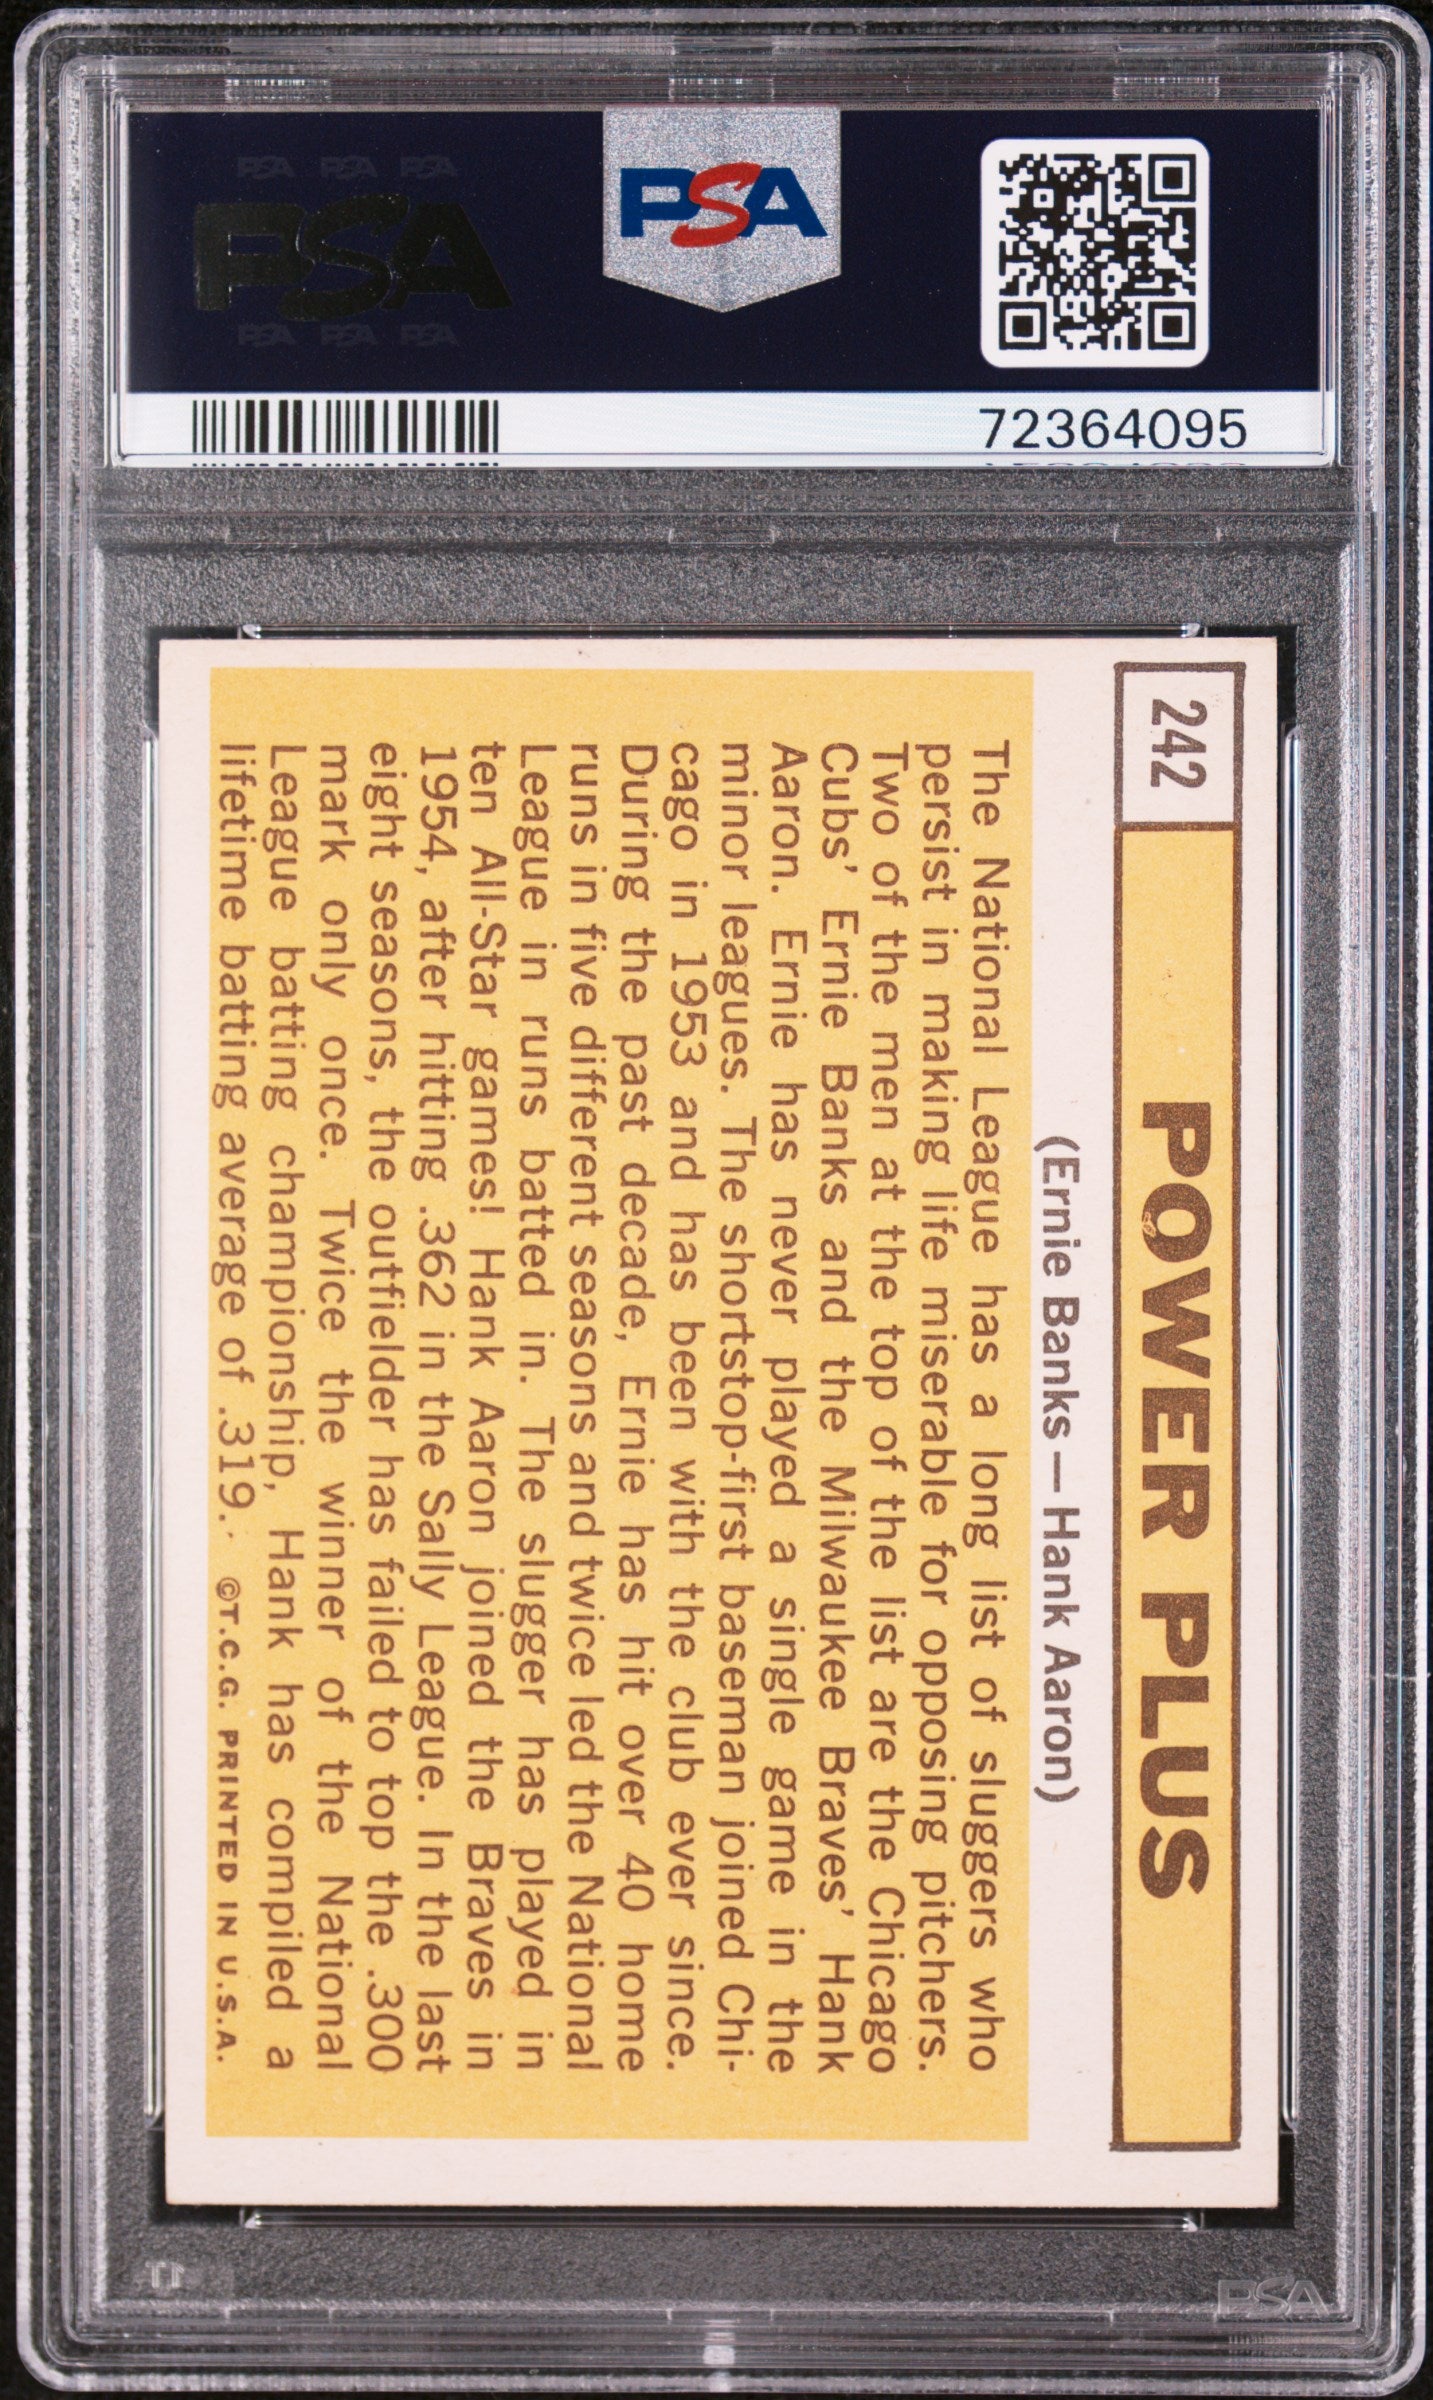 PSA PSA PSA
PSA
PSA PSA PSA
PSA
72364095
242
POWER PLUS
(Ernie Banks — Hank Aaron)
The National League has a long list of sluggers who
persist in making life miserable for opposing pitchers.
Two of the men at the top of the list are the Chicago
Cubs' Ernie Banks and the Milwaukee Braves' Hank
Aaron. Ernie has never played a single game in the
minor leagues. The shortstop-first baseman joined Chi-
cago in 1953 and has been with the club ever since.
During the past decade, Ernie has hit over 40 home
runs in five different seasons and twice led the National
League in runs batted in. The slugger has played in
ten All-Star games! Hank Aaron joined the Braves in
1954, after hitting .362 in the Sally League. In the last
eight seasons, the outfielder has failed to top the .300
mark only once. Twice the winner of the National
League batting championship, Hank has compiled a
lifetime batting average of .319. ©T.C.G. PRINTED IN U.S.A.
PSA